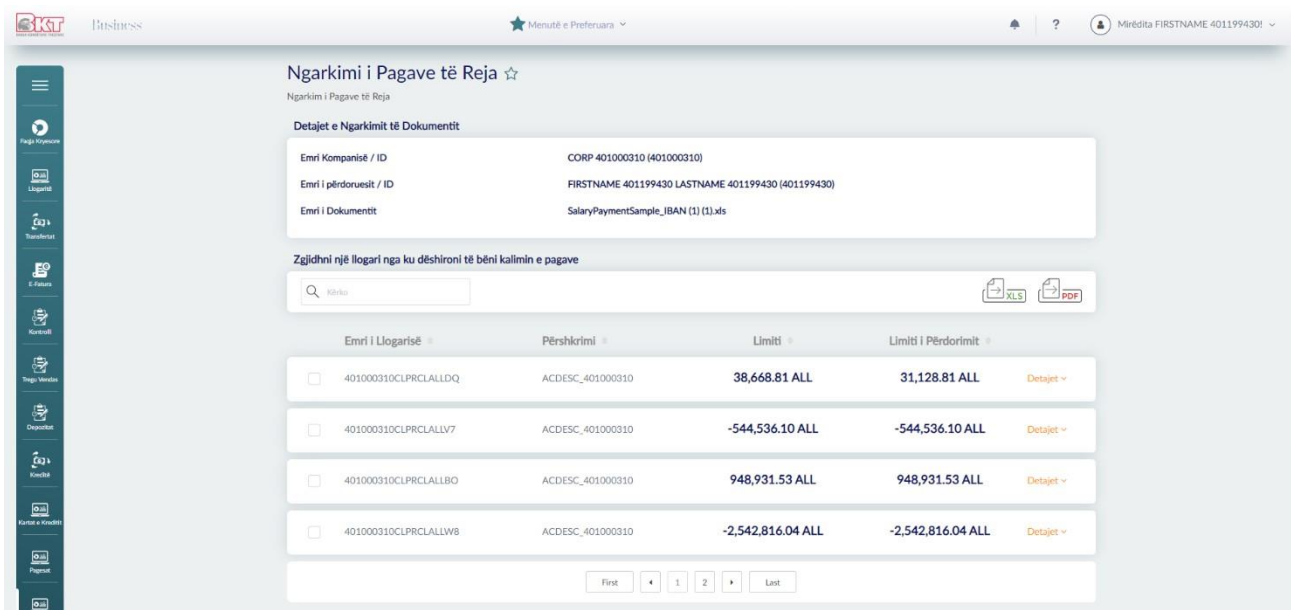 BKT Business Menutë e Preferuara ? Mirëdita FIRSTNAME 401199430!
Ngarkimi i Pagave të Reja
Ngarkim i Pagave të Reja
Detajet e Ngarkimit të Dokumentit
Emri Kompanisë / ID CORP 401000310 (401000310)
Emri i përdoruesit / ID FIRSTNAME 401199430 LASTNAME 401199430 (401199430)
Emri i Dokumentit SalaryPaymentSample_IBAN (1) (1).xls
Zgjidhni një llogari nga ku dëshironi të bëni kalimin e pagave
Kërko XLS PDF
Emri i Llogarisë Përshkrimi Limiti Limiti i Përdorimit
401000310CLPRCLALLDQ ACDESC_401000310 38,668.81 ALL 31,128.81 ALL Detajet
401000310CLPRCLALLV7 ACDESC_401000310 -544,536.10 ALL -544,536.10 ALL Detajet
401000310CLPRCLALLBO ACDESC_401000310 948,931.53 ALL 948,931.53 ALL Detajet
401000310CLPRCLALLW8 ACDESC_401000310 -2,542,816.04 ALL -2,542,816.04 ALL Detajet
First 1 2 Last
Faqja Kryesore
Llogaritë
Transfertat
E-Fatura
Kontrolli
Trego Vendas
Depozitat
Kreditë
Kartat e Kreditit
Pagesat